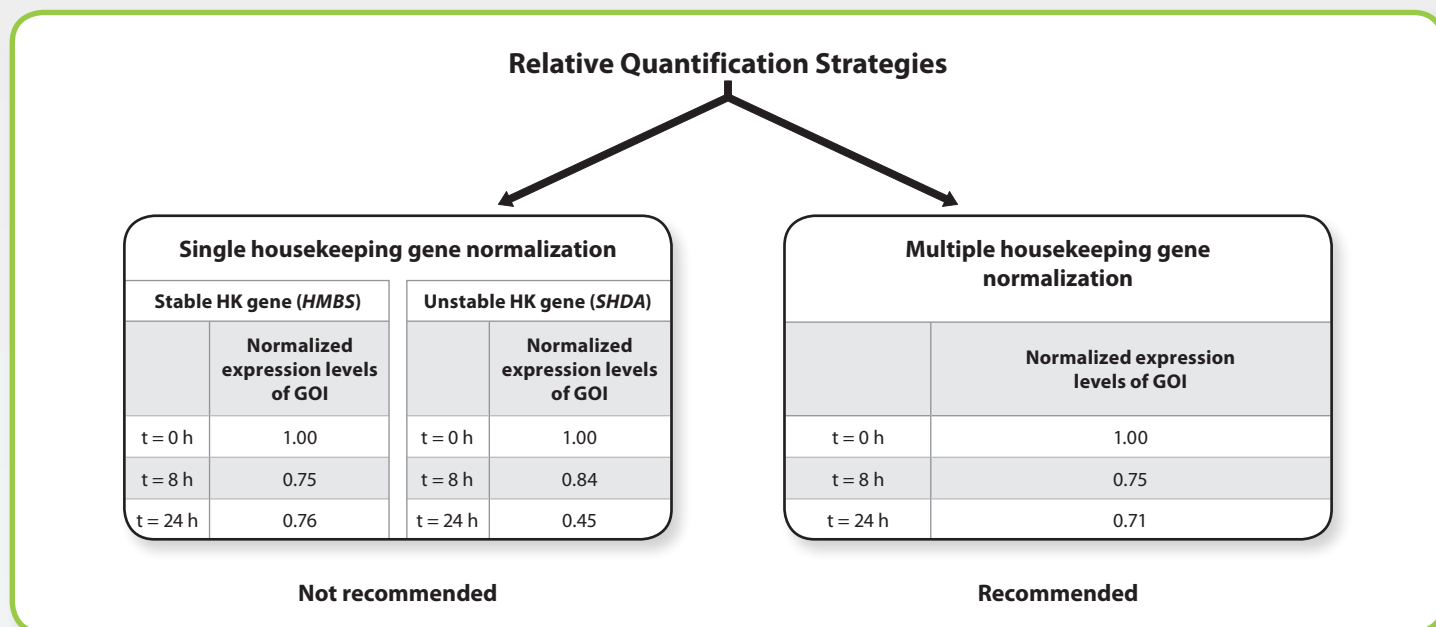 Relative Quantification Strategies
Single housekeeping gene normalization
Stable HK gene (HMBS)
Normalized
expression levels
of GOI
t = 0 h 1.00
t = 8 h 0.75
t = 24 h 0.76
Unstable HK gene (SHDA)
Normalized
expression levels
of GOI
t = 0 h 1.00
t = 8 h 0.84
t = 24 h 0.45
Not recommended
Multiple housekeeping gene
normalization
Normalized expression
levels of GOI
t = 0 h 1.00
t = 8 h 0.75
t = 24 h 0.71
Recommended